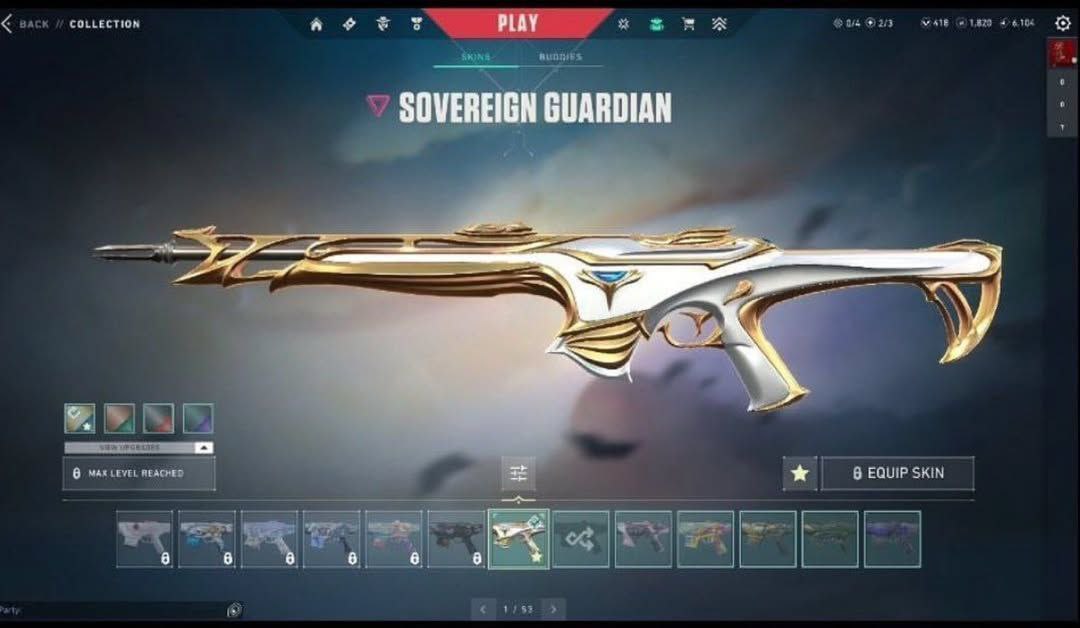 BACK // COLLECTION
PLAY
0/4 2/3 418 1,820 6,104
SKINS BUDDIES
SOVEREIGN GUARDIAN
VIEW UPGRADES
MAX LEVEL REACHED
EQUIP SKIN
Party:
1 / 53